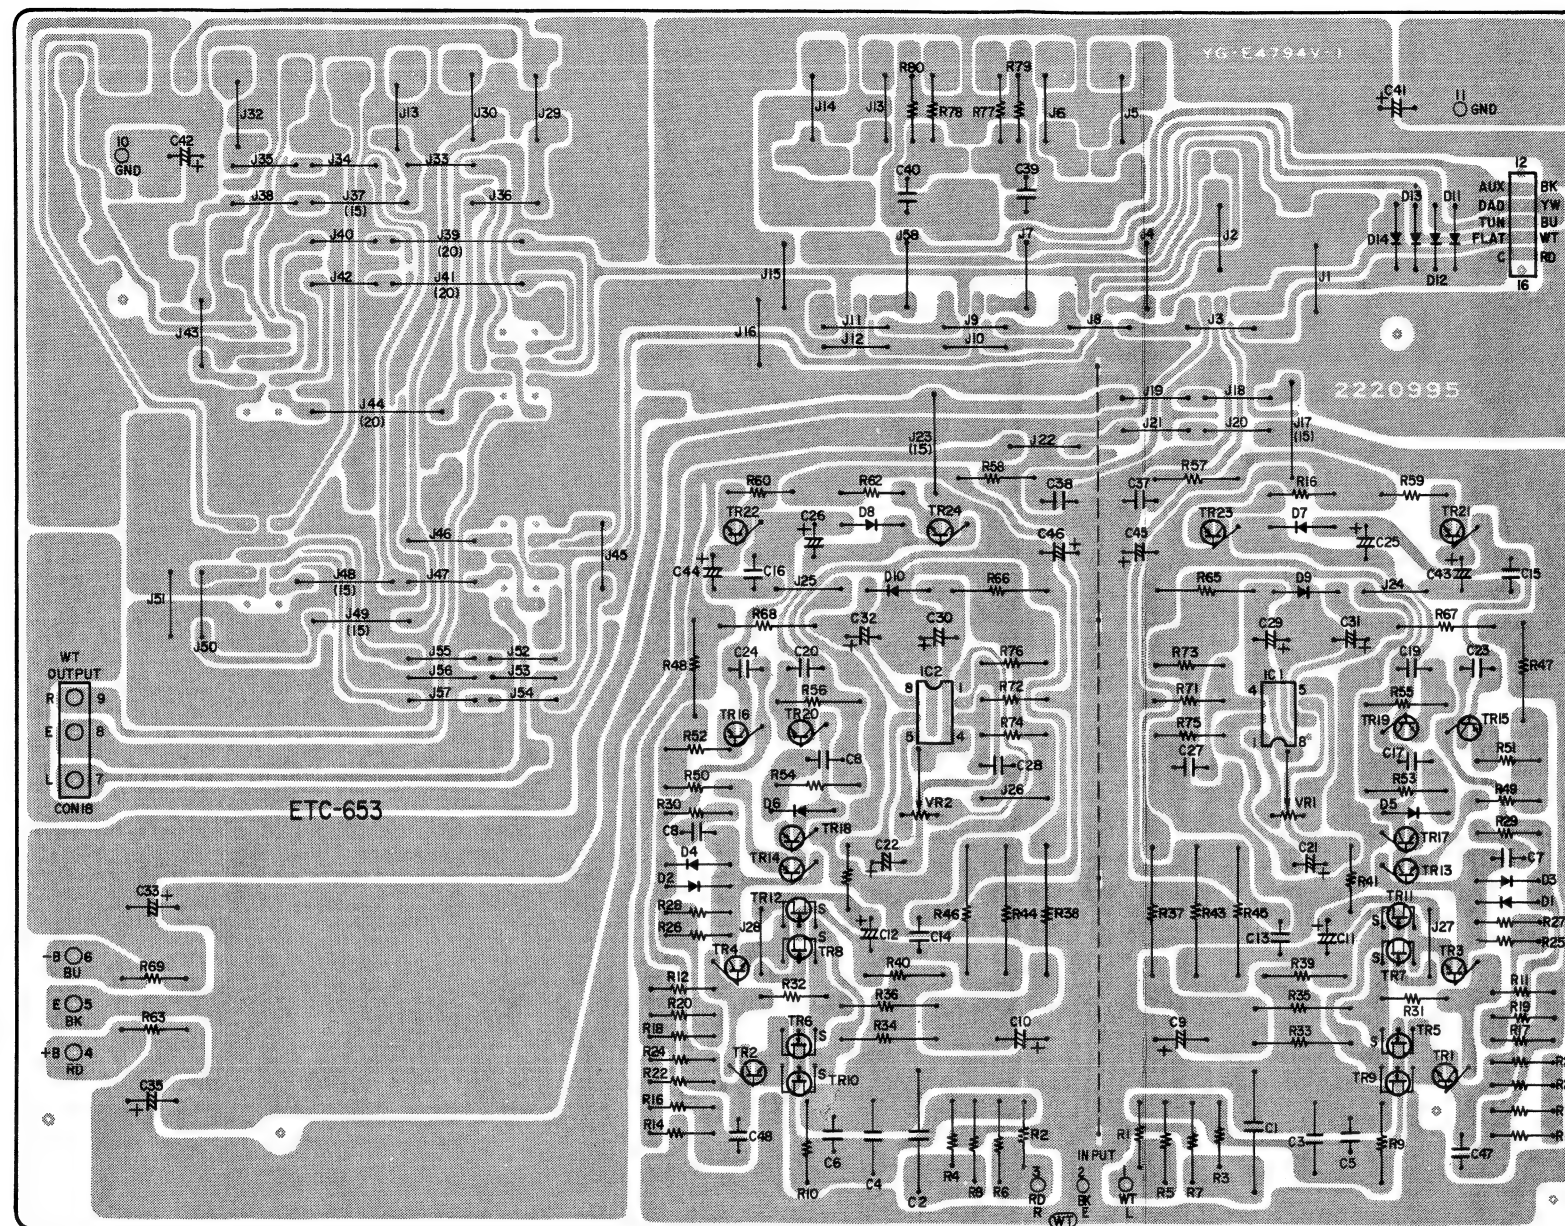 YG-E4794V-1
R80 R79
C41 11
J32 J13 J30 J29 J14 J13 R78 R77 J6 J5 + GND
10 C42
GND +
J35 J34 J33
12
C40 C39
AUX BK
J38 J37 J36 D13 D11 DAD YW
(15)
TUN BU
J40 J39 J58 J7 J4 J2 D14 FLAT WT
(20)
C RD
J15 J1 D12
J42 J41
(20)
16
J43 J16 J11 J9 J8 J3
J12 J10
2220995
J44 J19 J18
(20)
J23 J22 J21 J20 J17
(15) (15)
R60 R62 R58 C38 C37 R57 R16 R59
TR22 C26 D8 TR24 TR23 D7 TR21
+ C46 + C45 + + C25
J46 J45
C44 + C16 J25 D10 R66 R65 D9 J24 C43 + C15
J51 J48 J47
(15)
J50 J49
(15)
R68 C32 C30 C29 C31 R67
+ + + +
WT
OUTPUT
J55 J52 R48 C24 C20 R76 R73 C19 C23 R47
J56 J53 IC2 IC1
R 9 J57 J54 R56 8 1 R72 R71 4 5 R55
E 8 TR16 TR20 R74 R75 TR19 TR15
R52 5 4 1 8
L 7 C8 C28 C27 C17 R51
CON18
R50 R54 J26 R53 R49
ETC-653
R30 D6 VR2 VR1 D5
C8 TR18 TR17 R29
D4 TR14 C22 + C21 + TR13 C7
D2 R41 D3
C33 + TR12 S TR11 D1
R28 R46 R44 R38 R37 R43 R45 S J27 R27
R26 J28 S + C12 C14 C13 + C11 S R25
-B 6 TR4 TR8 TR7 TR3
BU
R69 R12 R40 R39 R11
R32 R31
E 5 R20 R36 R35 R19
BK
R63 R18 TR6 S R34 C10 + C9 + R33 S TR5 R17
+B 4 R24 TR2 S TR1
RD
R22 TR10 TR9
C35 +
R16
R14 C48 R2 R1 C1 C3 R9 C47
C6 R4 INPUT R3 C5
R10 C4 C2 R8 R6 3 2 1 R5 R7
RD BK WT
R E L
(WT)